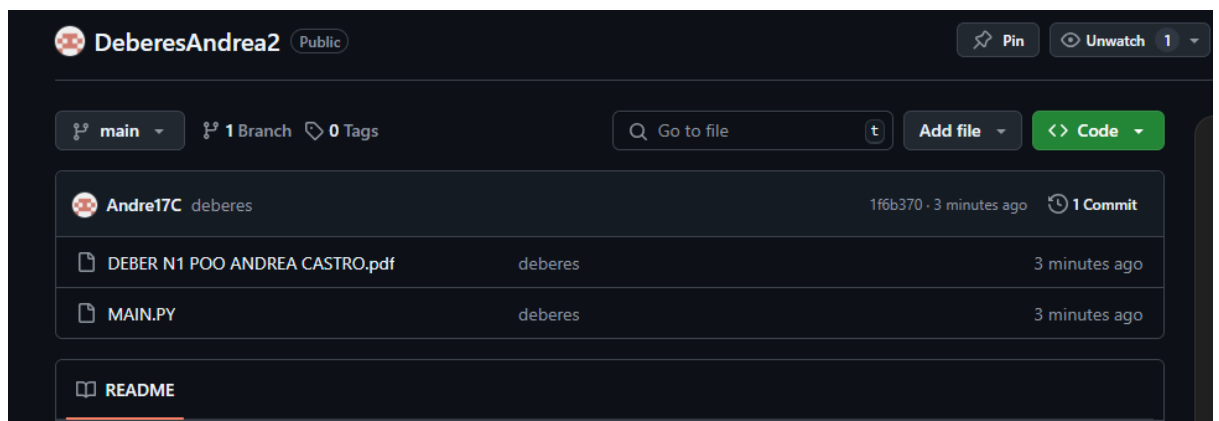 DeberesAndrea2 Public Pin Unwatch 1
main 1 Branch 0 Tags Go to file t Add file Code
Andre17C deberes 1f6b370 · 3 minutes ago 1 Commit
DEBER N1 POO ANDREA CASTRO.pdf deberes 3 minutes ago
MAIN.PY deberes 3 minutes ago
README